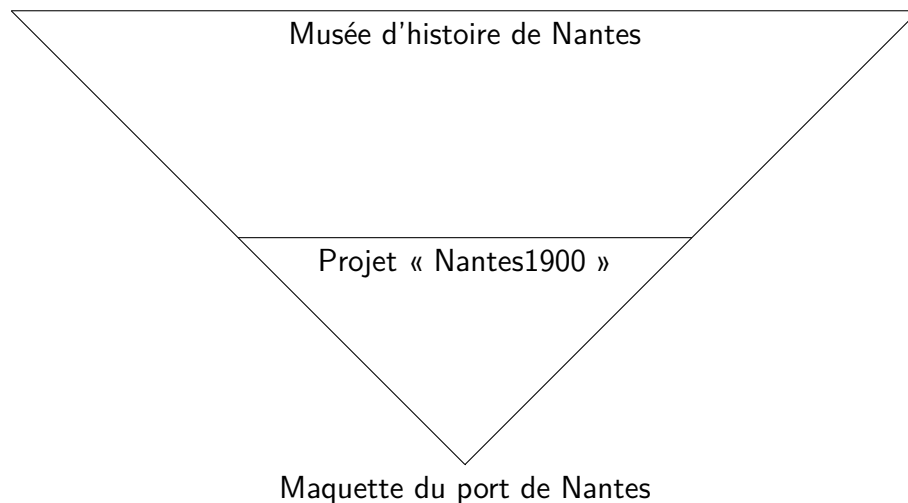 Musée d'histoire de Nantes
Projet « Nantes1900 »
Maquette du port de Nantes